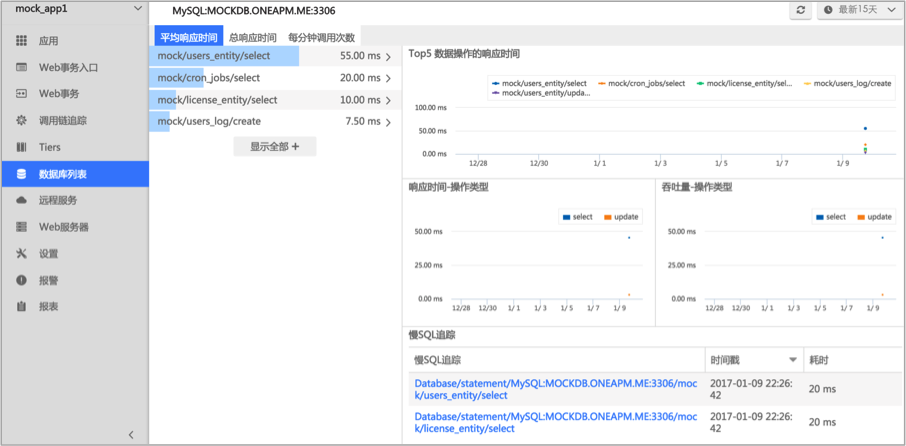 mock_app1
MySQL:MOCKDB.ONEAPM.ME:3306
最新15天
应用
Web事务入口
Web事务
调用链追踪
Tiers
数据库列表
远程服务
Web服务器
设置
报警
报表
平均响应时间 总响应时间 每分钟调用次数
mock/users_entity/select 55.00 ms
mock/cron_jobs/select 20.00 ms
mock/license_entity/select 10.00 ms
mock/users_log/create 7.50 ms
显示全部 +
Top5 数据操作的响应时间
mock/users_entity/select mock/cron_jobs/select mock/license_entity/sel... mock/users_log/create
mock/users_entity/upda...
100.00 ms
50.00 ms
0.00 ms
12/28 12/30 1/ 1 1/ 3 1/ 5 1/ 7 1/ 9
响应时间-操作类型
select update
50.00 ms
25.00 ms
0.00 ms
12/28 12/30 1/ 1 1/ 3 1/ 5 1/ 7 1/ 9
吞吐量-操作类型
select update
50.00 ms
25.00 ms
0.00 ms
12/28 12/30 1/ 1 1/ 3 1/ 5 1/ 7 1/ 9
慢SQL追踪
慢SQL追踪 时间戳 耗时
Database/statement/MySQL:MOCKDB.ONEAPM.ME:3306/moc
k/users_entity/select
2017-01-09 22:26:
42
20 ms
Database/statement/MySQL:MOCKDB.ONEAPM.ME:3306/moc
k/license_entity/select
2017-01-09 22:26:
42
20 ms